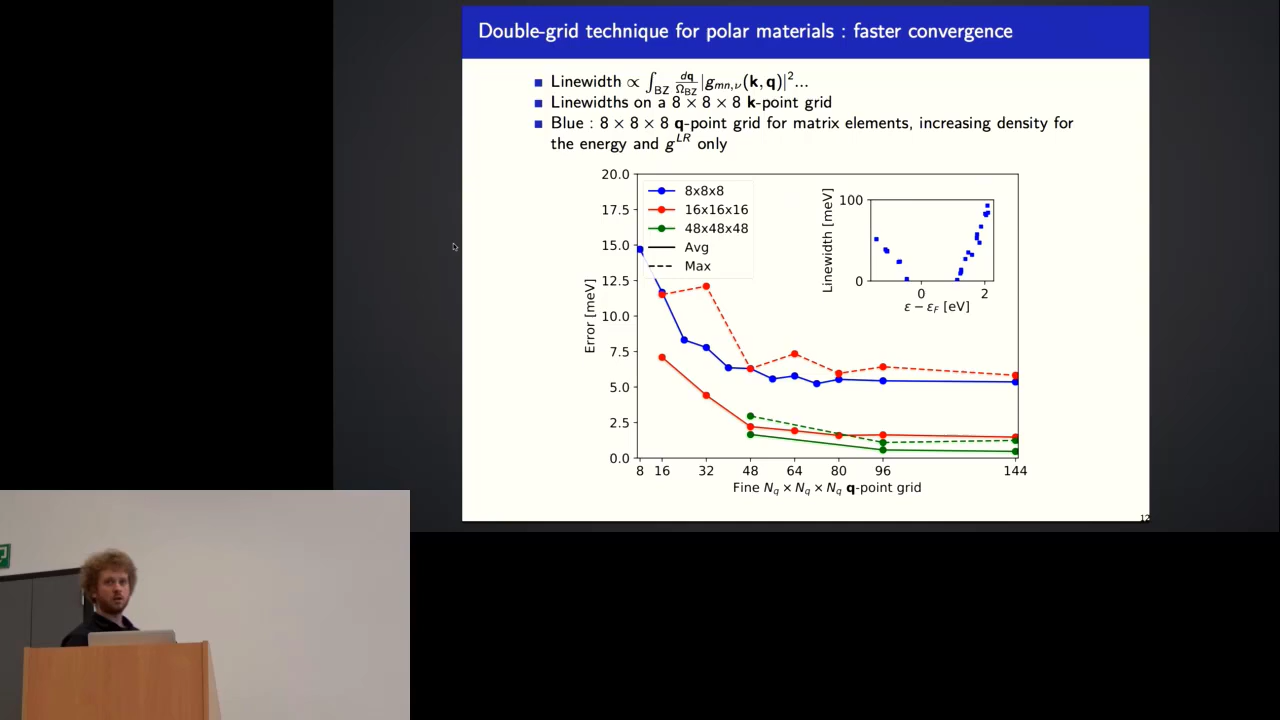 Double-grid technique for polar materials : faster convergence
Linewidth ∝ ∫_BZ dq/Ω_BZ |g_{mn,ν}(k,q)|²...
Linewidths on a 8 × 8 × 8 k-point grid
Blue : 8 × 8 × 8 q-point grid for matrix elements, increasing density for
the energy and g^{LR} only
20.0
17.5
15.0
12.5
10.0
7.5
5.0
2.5
0.0
Error [meV]
8x8x8
16x16x16
48x48x48
Avg
Max
Linewidth [meV]
100
0
0 2
ε − ε_F [eV]
8 16 32 48 64 80 96 144
Fine N_q × N_q × N_q q-point grid
12